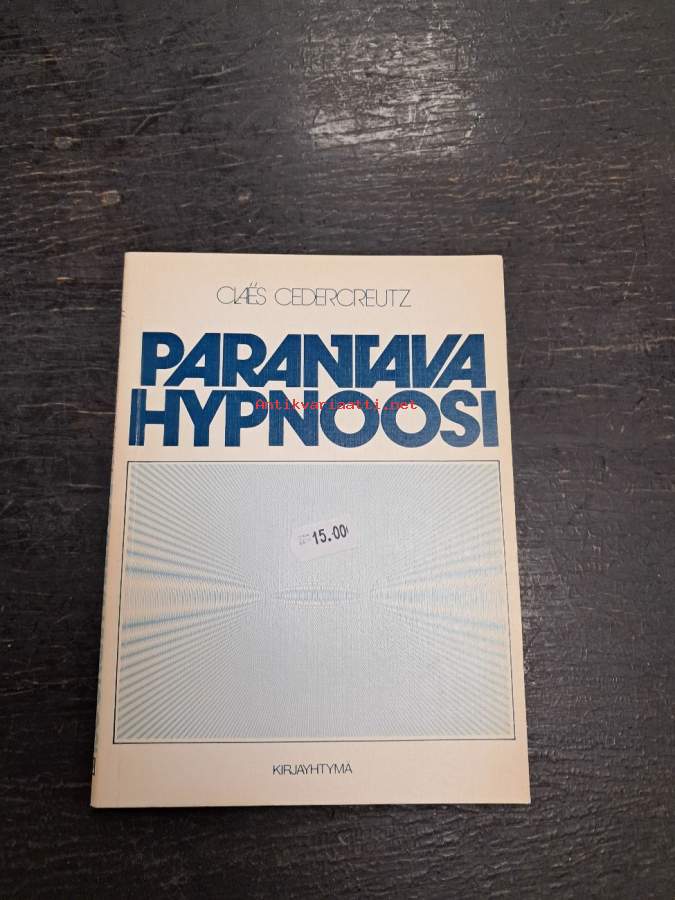 CLAËS CEDERCREUTZ
PARANTAVA
HYPNOOSI
Antikvariaatti.net
15.00
KIRJAYHTYMÄ